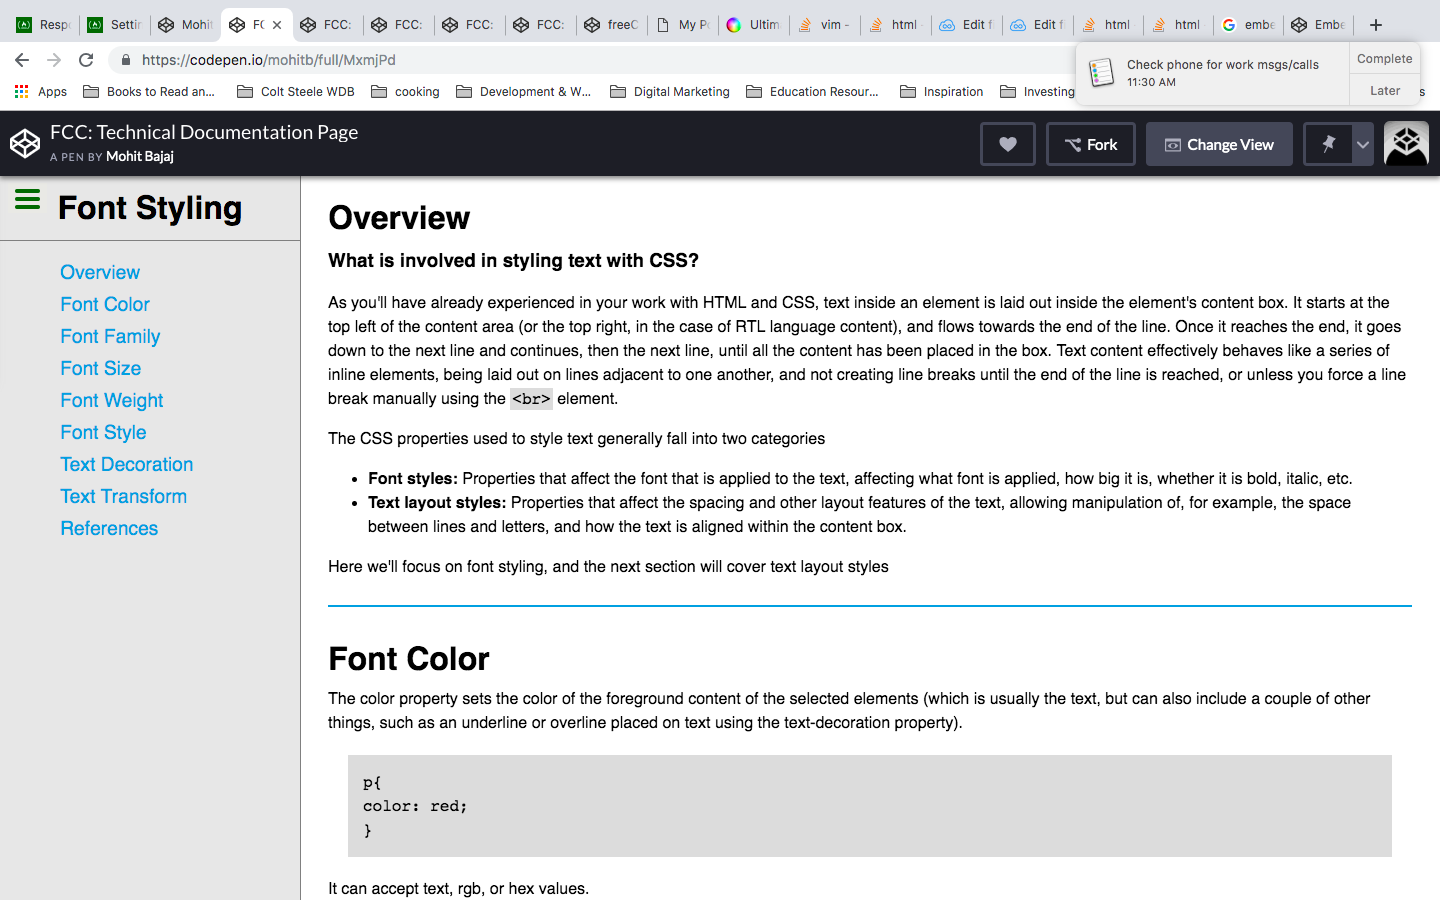 Resp Settin Mohit FC FCC: FCC: FCC: FCC: freeC My Po Ultim vim - html Edit f Edit f html html embe Embe
https://codepen.io/mohitb/full/MxmjPd
Check phone for work msgs/calls
11:30 AM
Complete
Later
Apps Books to Read an... Colt Steele WDB cooking Development & W... Digital Marketing Education Resour... Inspiration Investing s
FCC: Technical Documentation Page
A PEN BY Mohit Bajaj
Fork Change View
Font Styling
Overview
Font Color
Font Family
Font Size
Font Weight
Font Style
Text Decoration
Text Transform
References
Overview
What is involved in styling text with CSS?
As you'll have already experienced in your work with HTML and CSS, text inside an element is laid out inside the element's content box. It starts at the
top left of the content area (or the top right, in the case of RTL language content), and flows towards the end of the line. Once it reaches the end, it goes
down to the next line and continues, then the next line, until all the content has been placed in the box. Text content effectively behaves like a series of
inline elements, being laid out on lines adjacent to one another, and not creating line breaks until the end of the line is reached, or unless you force a line
break manually using the <br> element.
The CSS properties used to style text generally fall into two categories
• Font styles: Properties that affect the font that is applied to the text, affecting what font is applied, how big it is, whether it is bold, italic, etc.
• Text layout styles: Properties that affect the spacing and other layout features of the text, allowing manipulation of, for example, the space
between lines and letters, and how the text is aligned within the content box.
Here we'll focus on font styling, and the next section will cover text layout styles
Font Color
The color property sets the color of the foreground content of the selected elements (which is usually the text, but can also include a couple of other
things, such as an underline or overline placed on text using the text-decoration property).
p{
color: red;
}
It can accept text, rgb, or hex values.